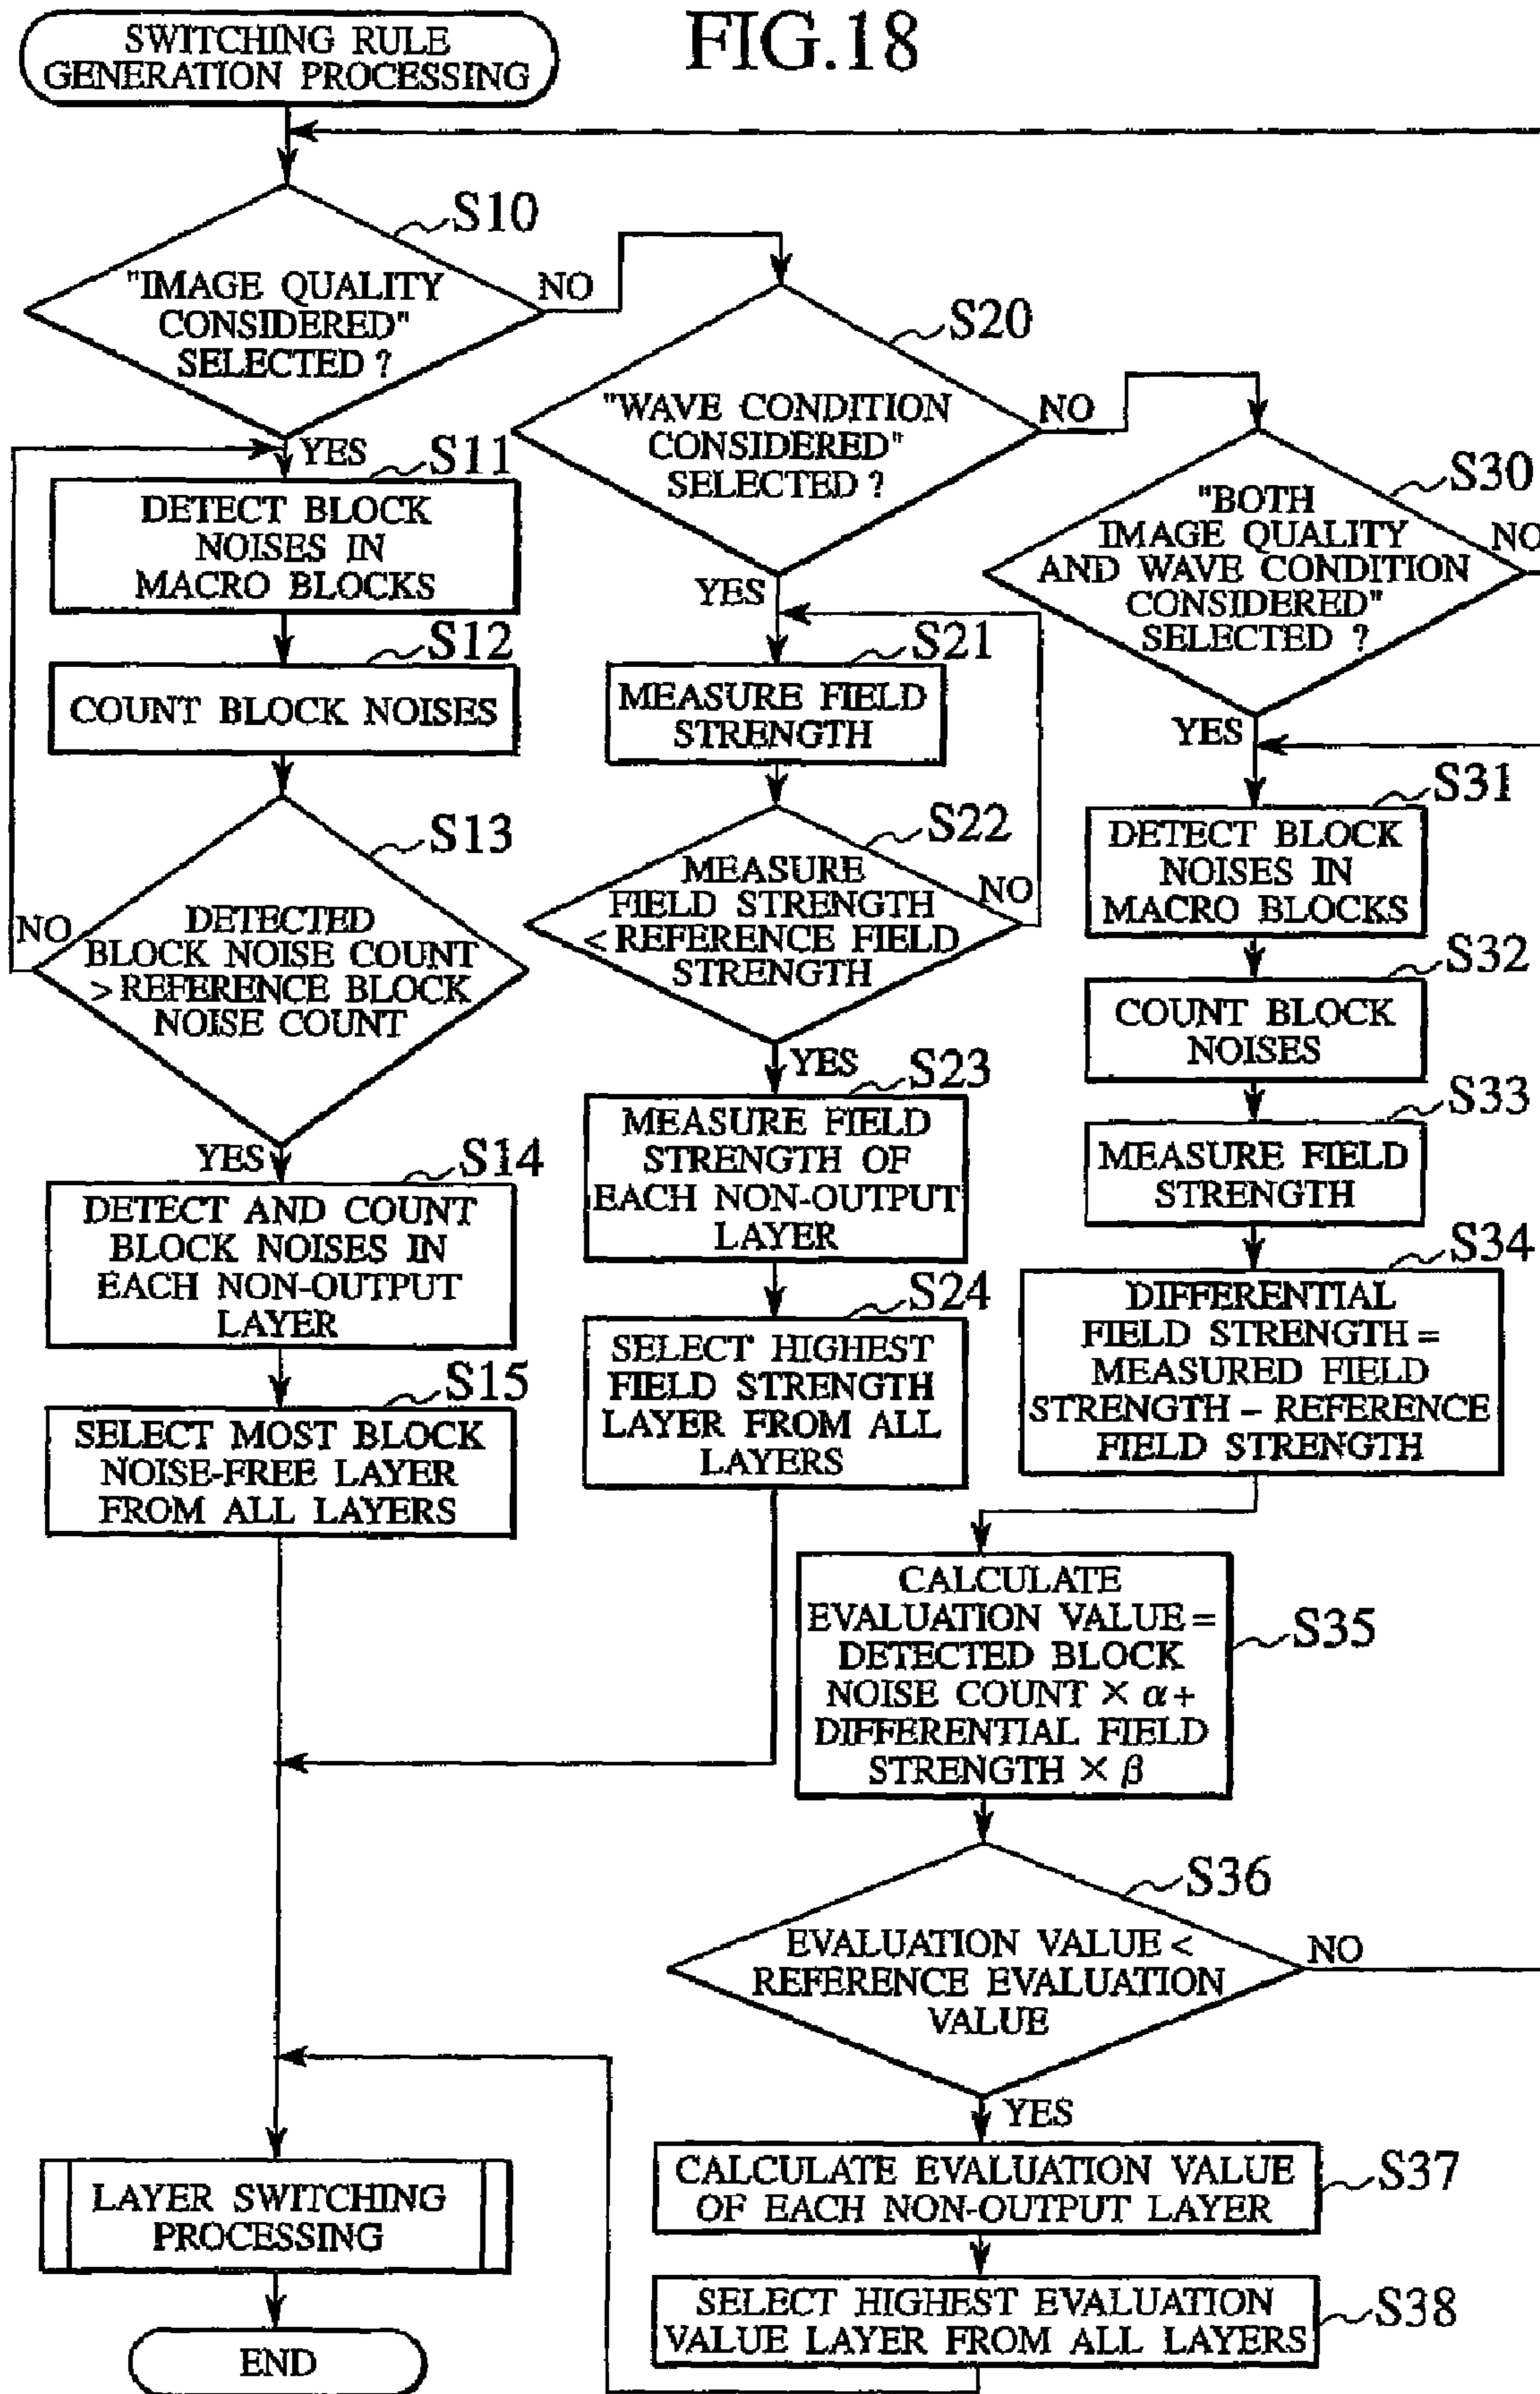 FIG.18
SWITCHING RULE
GENERATION PROCESSING
S10
"IMAGE QUALITY
CONSIDERED"
SELECTED ?
NO
YES
S11
DETECT BLOCK
NOISES IN
MACRO BLOCKS
S12
COUNT BLOCK NOISES
S13
DETECTED
BLOCK NOISE COUNT
> REFERENCE BLOCK
NOISE COUNT
NO
YES
S14
DETECT AND COUNT
BLOCK NOISES IN
EACH NON-OUTPUT
LAYER
S15
SELECT MOST BLOCK
NOISE-FREE LAYER
FROM ALL LAYERS
S20
"WAVE CONDITION
CONSIDERED"
SELECTED ?
NO
YES
S21
MEASURE FIELD
STRENGTH
S22
MEASURE
FIELD STRENGTH
< REFERENCE FIELD
STRENGTH
NO
YES
S23
MEASURE FIELD
STRENGTH OF
EACH NON-OUTPUT
LAYER
S24
SELECT HIGHEST
FIELD STRENGTH
LAYER FROM ALL
LAYERS
S30
"BOTH
IMAGE QUALITY
AND WAVE CONDITION
CONSIDERED"
SELECTED ?
NO
YES
S31
DETECT BLOCK
NOISES IN
MACRO BLOCKS
S32
COUNT BLOCK
NOISES
S33
MEASURE FIELD
STRENGTH
S34
DIFFERENTIAL
FIELD STRENGTH =
MEASURED FIELD
STRENGTH – REFERENCE
FIELD STRENGTH
S35
CALCULATE
EVALUATION VALUE =
DETECTED BLOCK
NOISE COUNT × α +
DIFFERENTIAL FIELD
STRENGTH × β
S36
EVALUATION VALUE <
REFERENCE EVALUATION
VALUE
NO
YES
S37
CALCULATE EVALUATION VALUE
OF EACH NON-OUTPUT LAYER
S38
SELECT HIGHEST EVALUATION
VALUE LAYER FROM ALL LAYERS
LAYER SWITCHING
PROCESSING
END